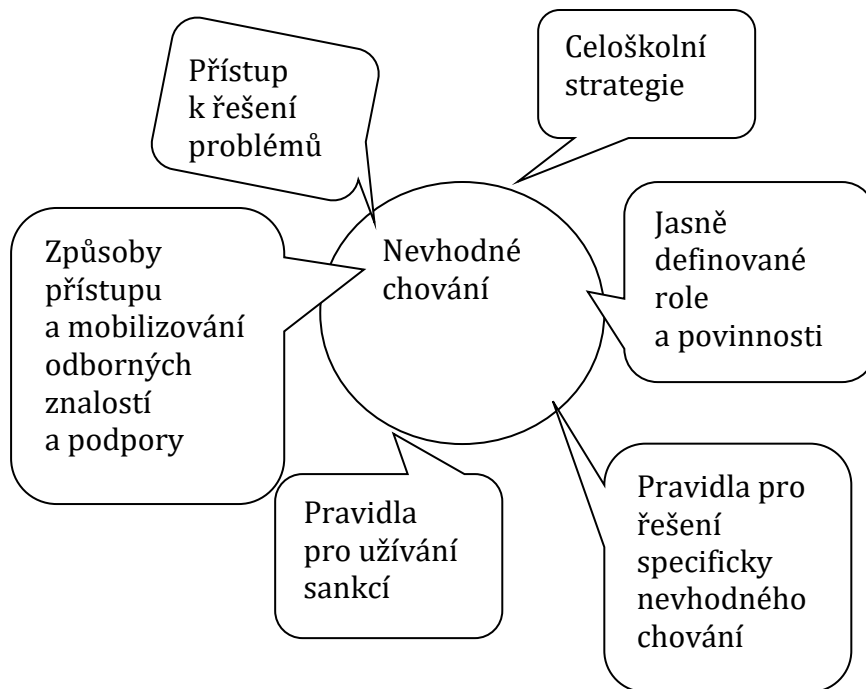 Přístup
k řešení
problémů
Celoškolní
strategie
Způsoby
přístupu
a mobilizování
odborných
znalostí
a podpory
Nevhodné
chování
Jasně
definované
role
a povinnosti
Pravidla
pro užívání
sankcí
Pravidla pro
řešení
specificky
nevhodného
chování